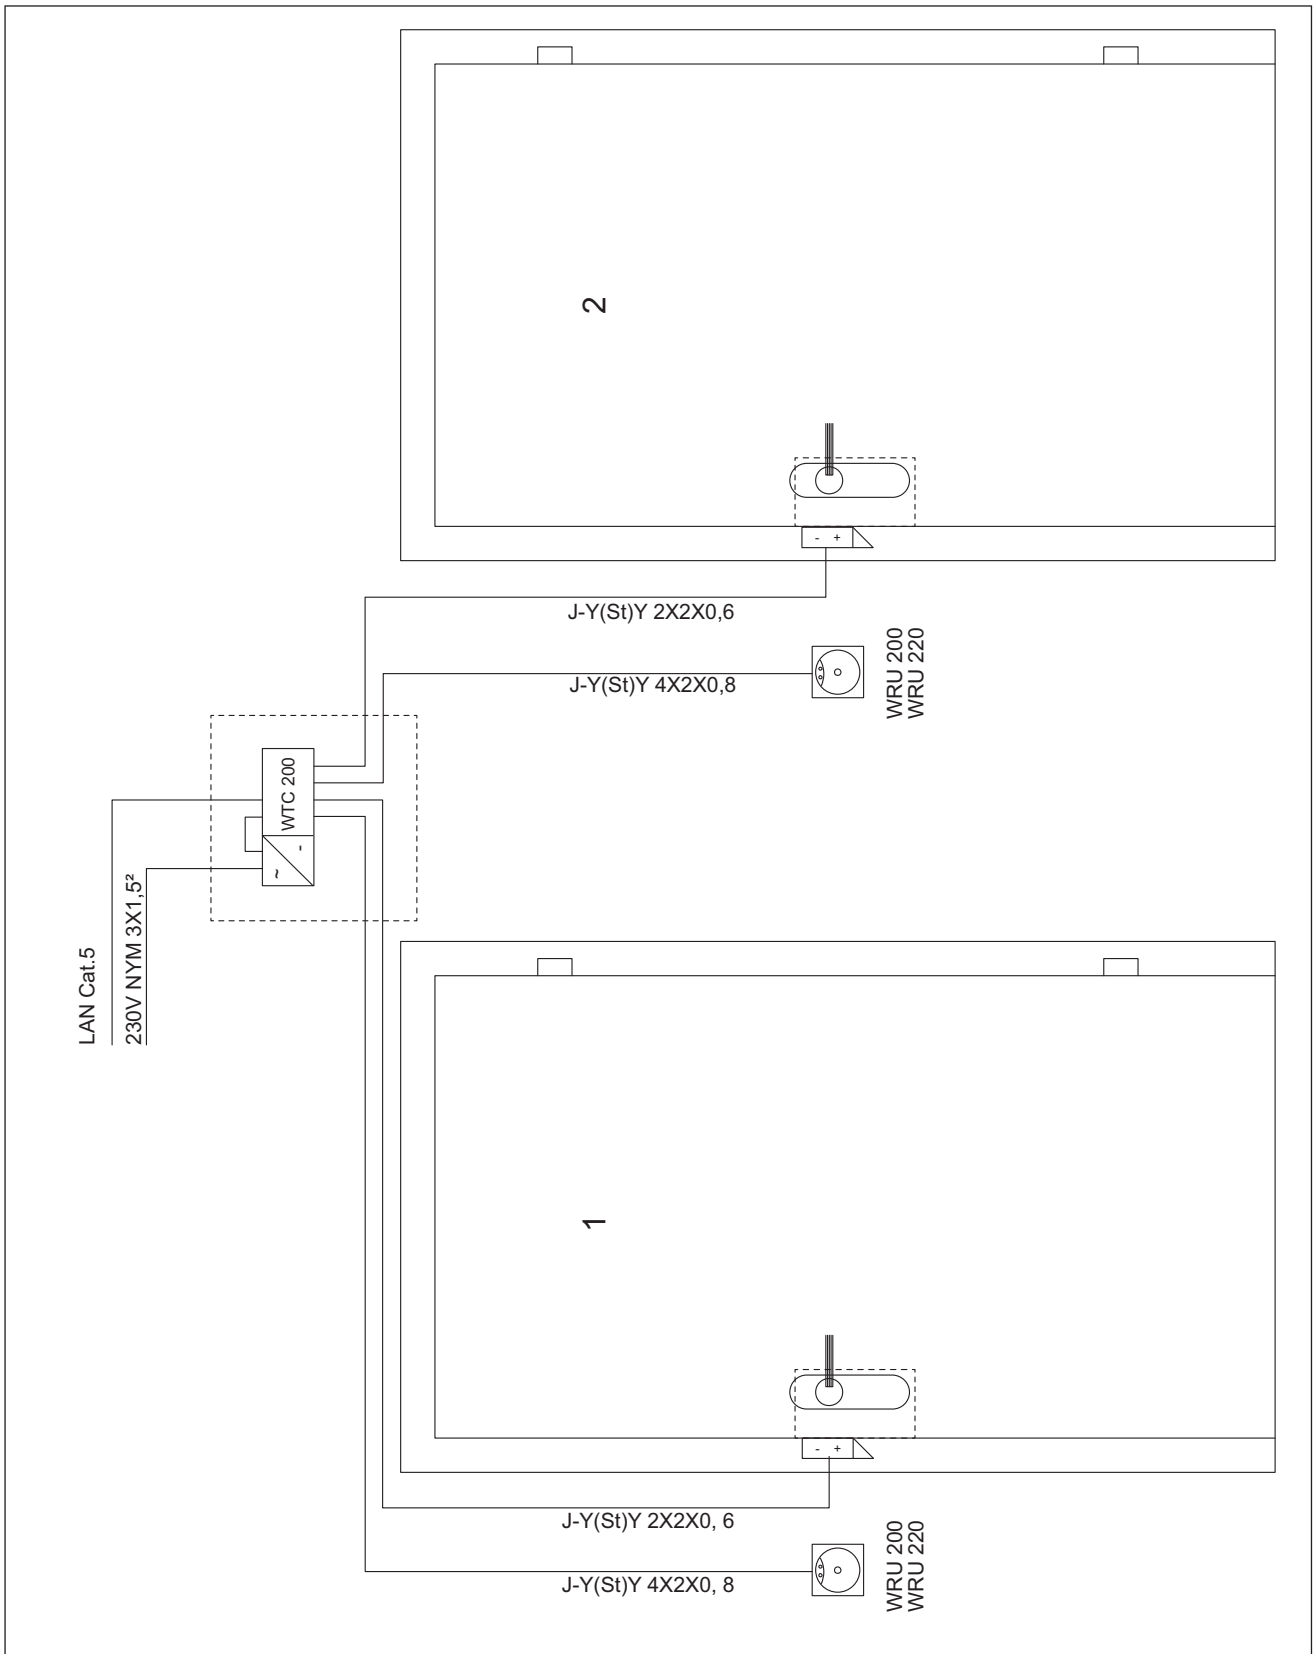 2
- +
J-Y(St)Y 2X2X0,6
WRU 200
WRU 220
J-Y(St)Y 4X2X0,8
WTC 200
~ -
LAN Cat.5
230V NYM 3X1,5²
1
- +
J-Y(St)Y 2X2X0, 6
WRU 200
WRU 220
J-Y(St)Y 4X2X0, 8